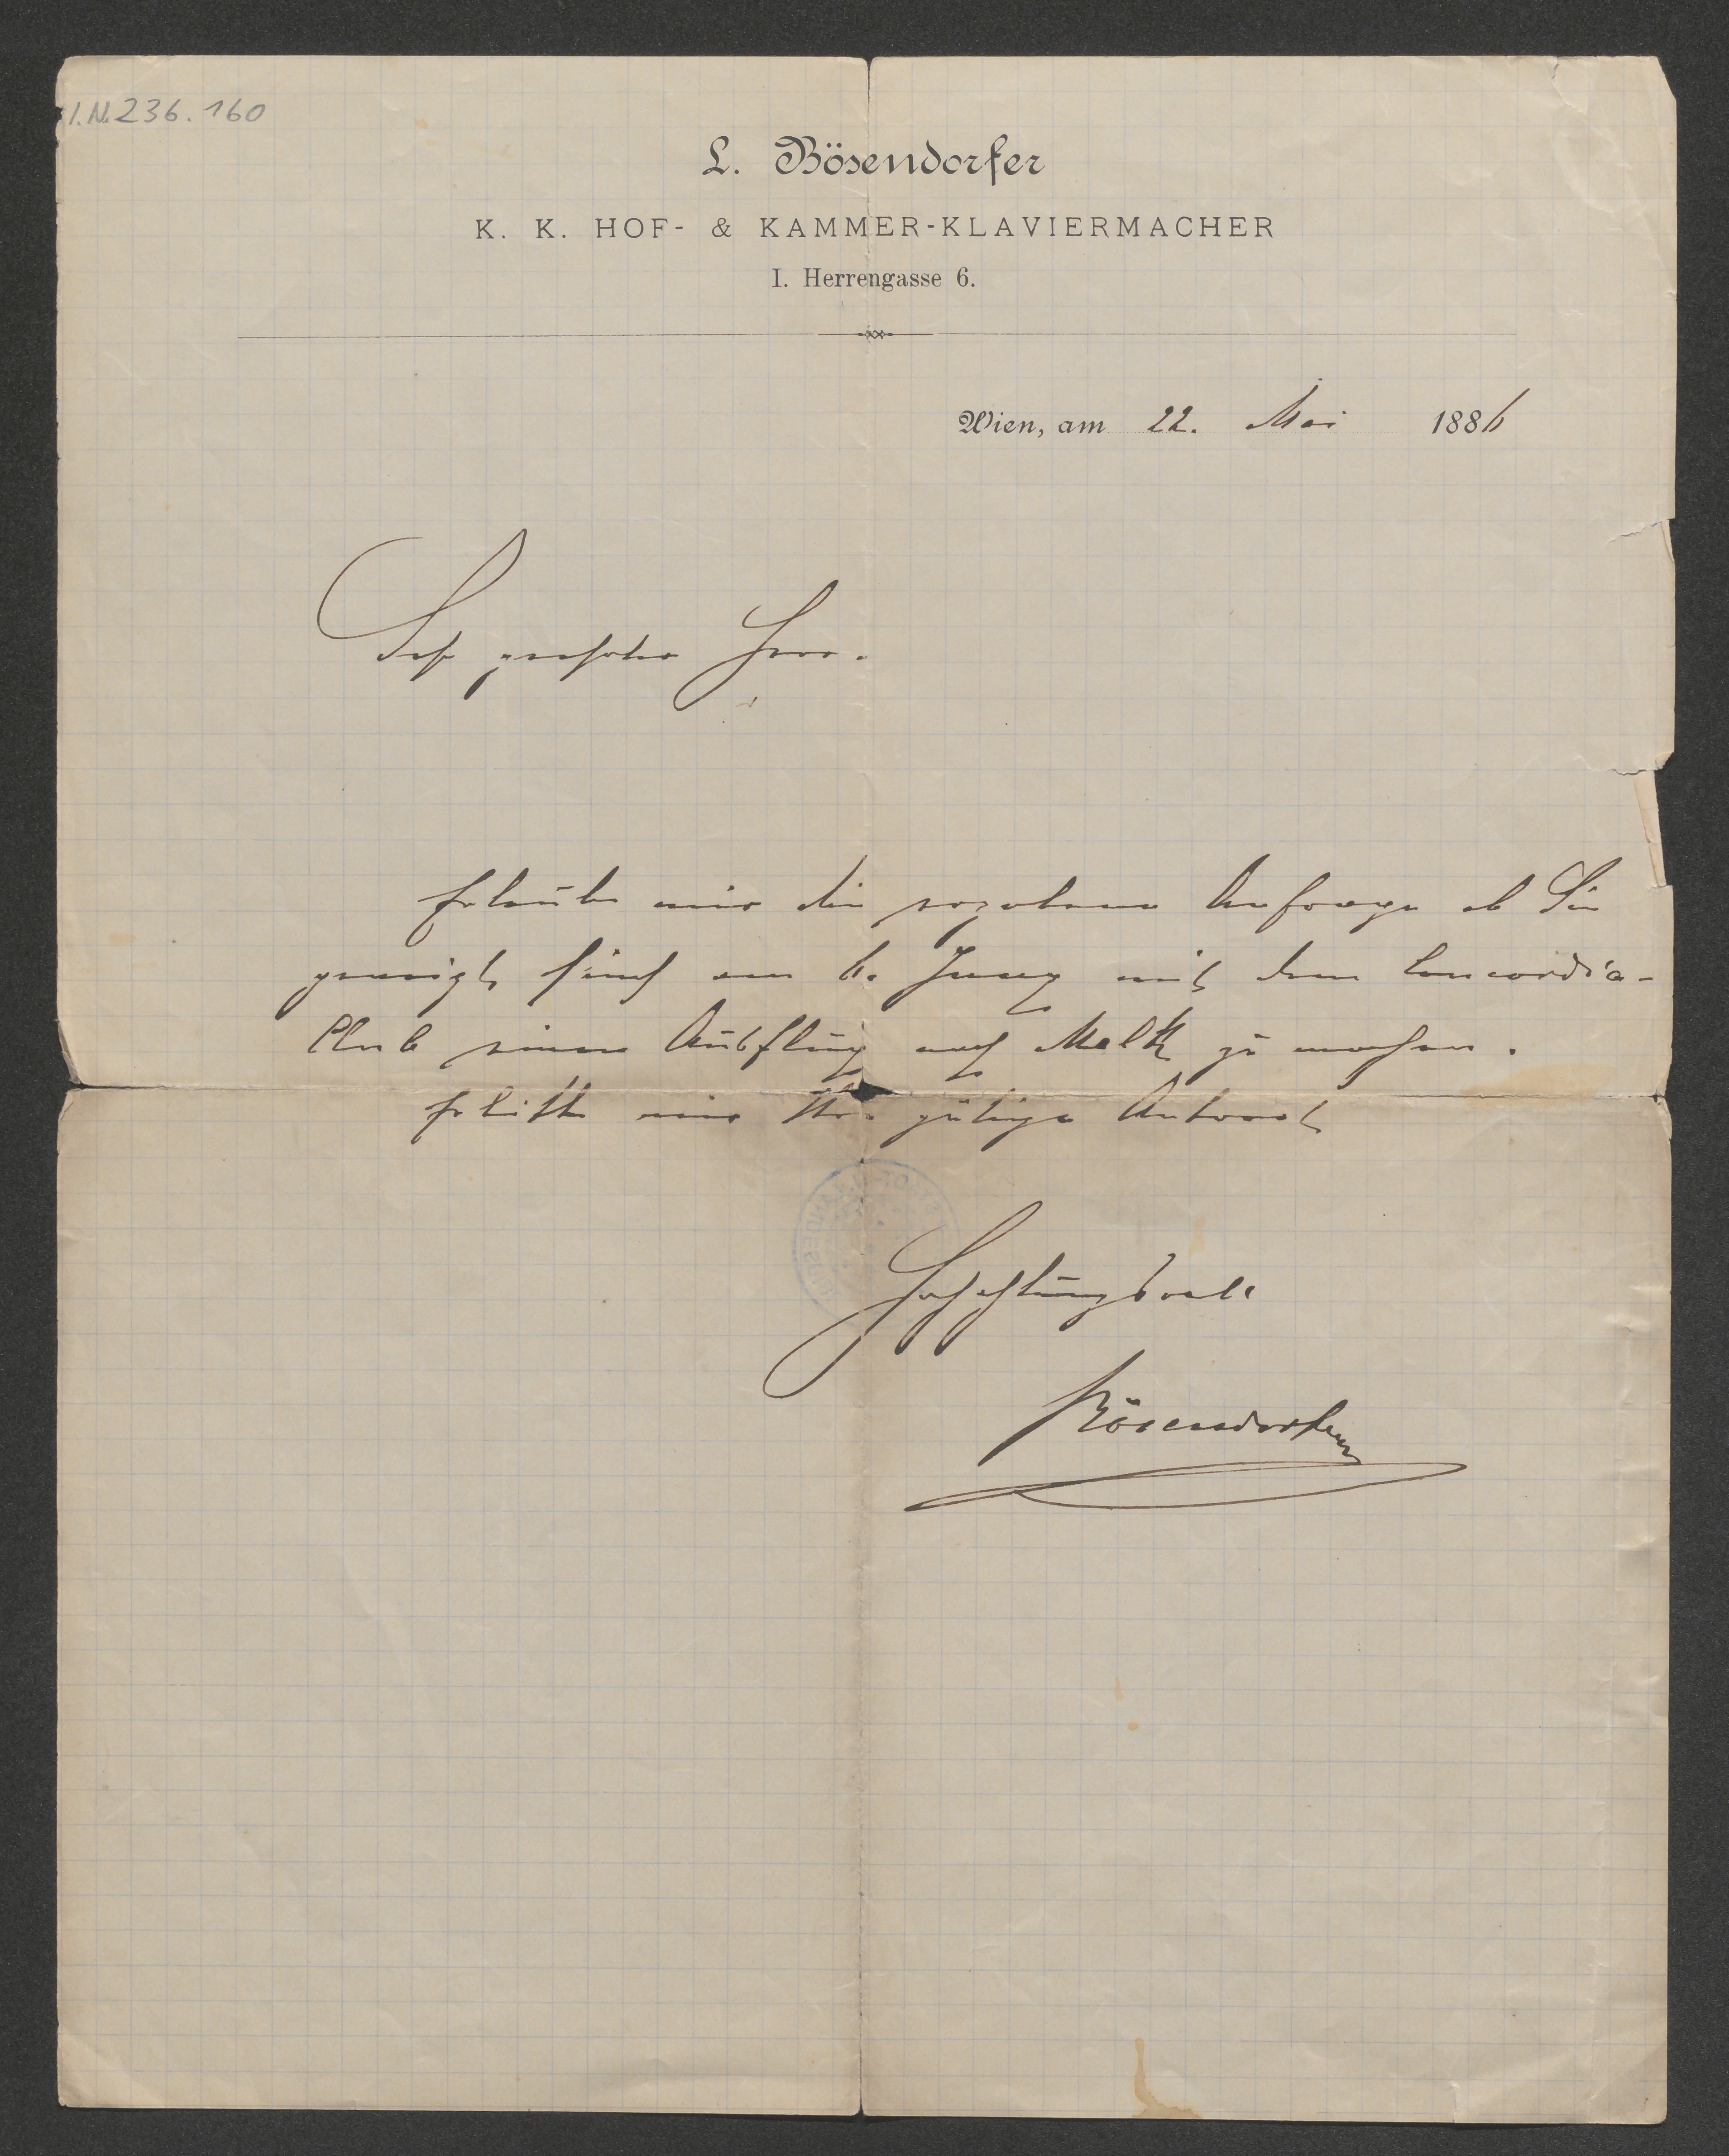 I.N. 236.160
L. Bösendorfer
K. K. HOF- & KAMMER-KLAVIERMACHER
I. Herrengasse 6.
Wien, am 22. Mai 1886
Sehr geehrter Herr.
Erlaube mir die ergebene Anfrage ob Sie
geneigt sind am 6. Juny mit dem Concordia-
Club einen Ausflug nach Melk zu machen.
Erbitte mir Ihre gütige Antwort
Hochachtungsvoll
Bösendorfer